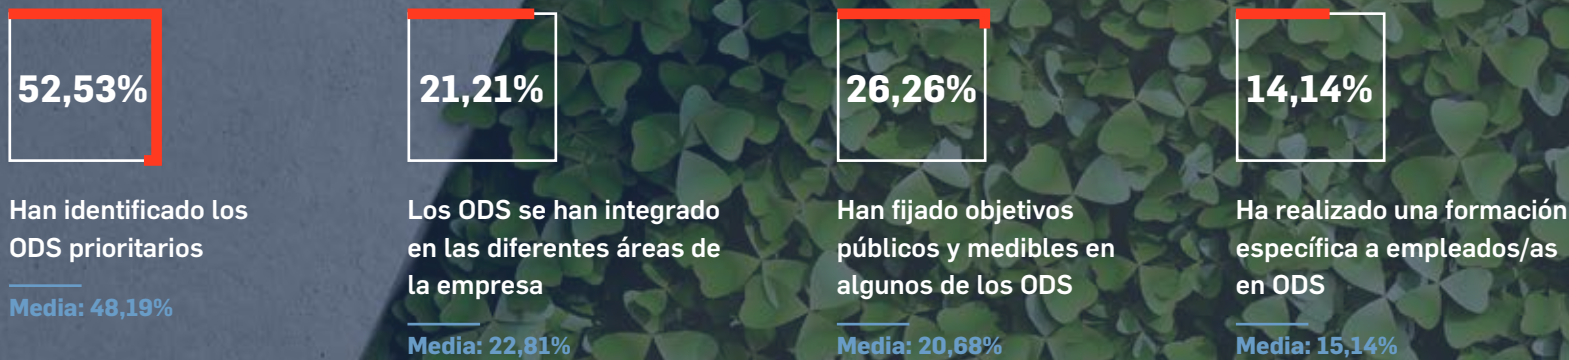 52,53%
Han identificado los
ODS prioritarios
Media: 48,19%
21,21%
Los ODS se han integrado
en las diferentes áreas de
la empresa
Media: 22,81%
26,26%
Han fijado objetivos
públicos y medibles en
algunos de los ODS
Media: 20,68%
14,14%
Ha realizado una formación
específica a empleados/as
en ODS
Media: 15,14%